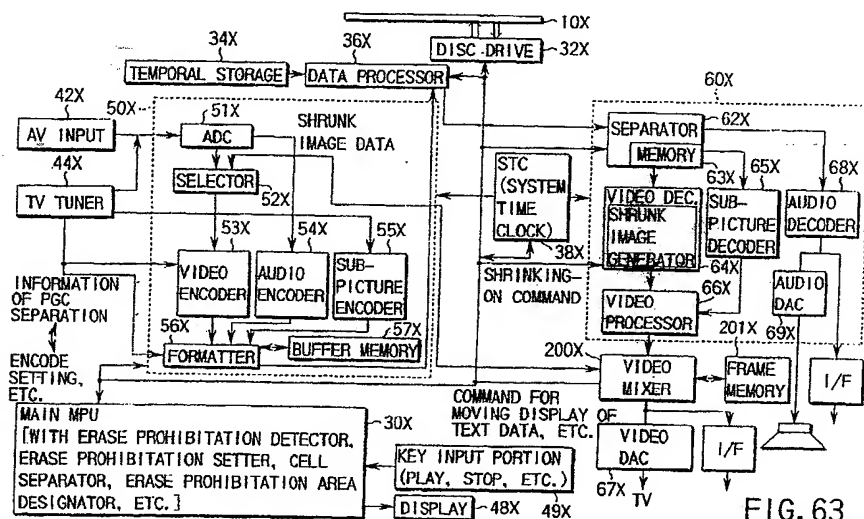 10X
34X
36X
DISC DRIVE
32X
TEMPORAL STORAGE
DATA PROCESSOR
42X
50X
51X
60X
AV INPUT
ADC
SHRUNK
IMAGE DATA
SEPARATOR
62X
44X
MEMORY
63X
65X
68X
TV TUNER
SELECTOR
52X
STC
(SYSTEM
TIME
CLOCK)
38X
VIDEO DEC.
SHRUNK
IMAGE
GENERATOR
64X
SUB-
PICTURE
DECODER
AUDIO
DECODER
53X
54X
55X
VIDEO
ENCODER
AUDIO
ENCODER
SUB-
PICTURE
ENCODER
SHRINKING-
ON COMMAND
INFORMATION
OF PGC
SEPARATION
66X
VIDEO
PROCESSOR
AUDIO
DAC
69X
56X
57X
FORMATTER
BUFFER MEMORY
200X
201X
ENCODE
SETTING,
ETC.
VIDEO
MIXER
FRAME
MEMORY
I/F
MAIN MPU
30X
[WITH ERASE PROHIBITATION DETECTOR,
ERASE PROHIBITATION SETTER, CELL
SEPARATOR, ERASE PROHIBITATION AREA
DESIGNATOR, ETC.]
COMMAND FOR
MOVING DISPLAY OF
TEXT DATA, ETC.
KEY INPUT PORTION
(PLAY, STOP, ETC.)
49X
VIDEO
DAC
67X
I/F
DISPLAY
48X
TV
FIG. 63